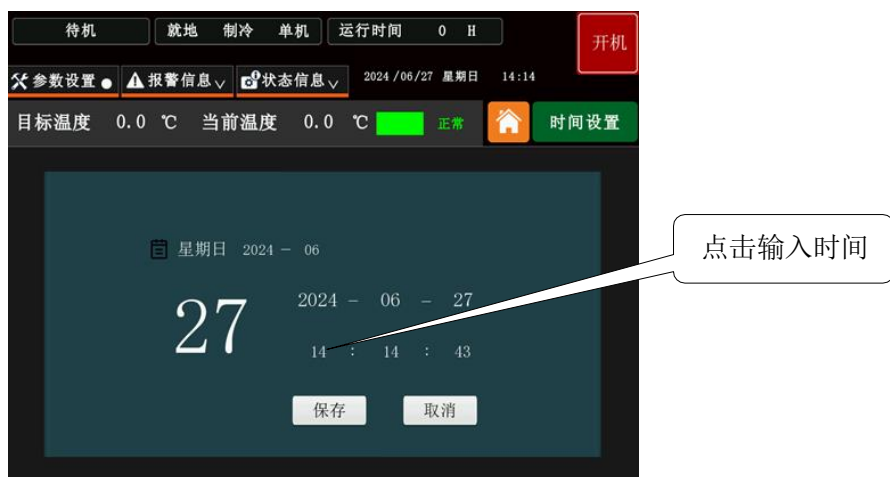 待机 就地 制冷 单机 运行时间 0 H 开机
参数设置 报警信息 状态信息 2024 /06/27 星期日 14:14
目标温度 0.0 ℃ 当前温度 0.0 ℃ 正常 时间设置
点击输入时间
星期日 2024 - 06
27
2024 - 06 - 27
14 : 14 : 43
保存 取消